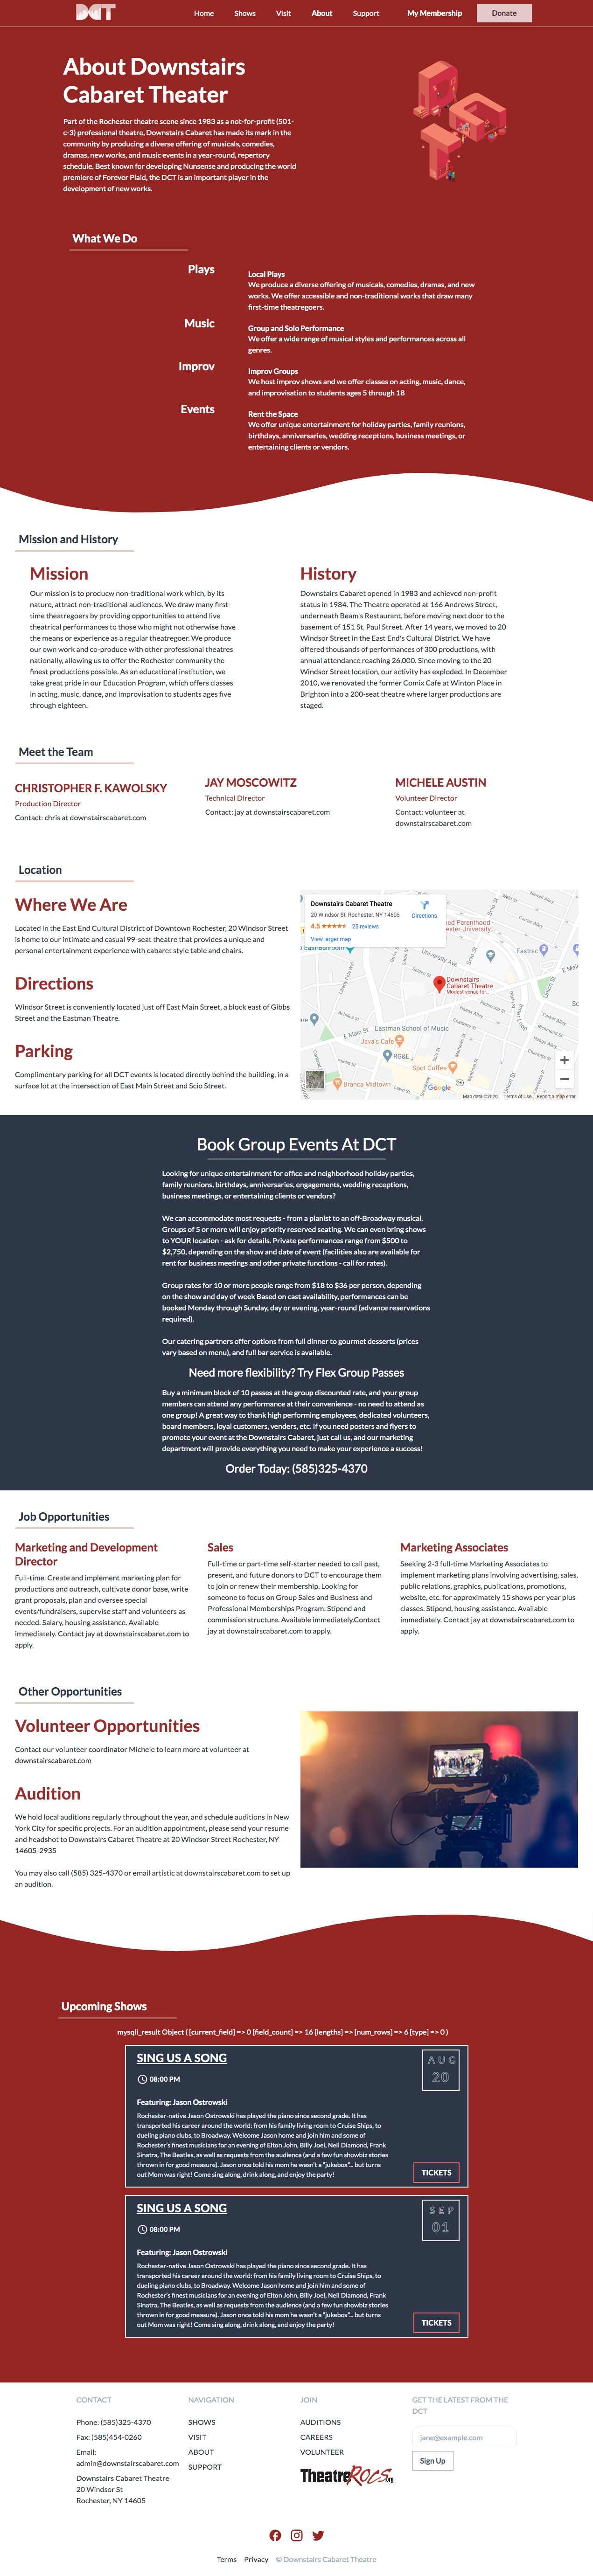 DCT
Home Shows Visit About Support My Membership Donate
About Downstairs
Cabaret Theater
Part of the Rochester theatre scene since 1983 as a not-for-profit (501-
c-3) professional theatre, Downstairs Cabaret has made its mark in the
community by producing a diverse offering of musicals, comedies,
dramas, new works, and music events in a year-round, repertory
schedule. Best known for developing Nunsense and producing the world
premiere of Forever Plaid, the DCT is an important player in the
development of new works.
What We Do
Plays
Local Plays
We produce a diverse offering of musicals, comedies, dramas, and new
works. We offer accessible and non-traditional works that draw many
first-time theatregoers.
Music
Group and Solo Performance
We offer a wide range of musical styles and performances across all
genres.
Improv
Improv Groups
We host improv shows and we offer classes on acting, music, dance,
and improvisation to students ages 5 through 18
Events
Rent the Space
We offer unique entertainment for holiday parties, family reunions,
birthdays, anniversaries, wedding receptions, business meetings, or
entertaining clients or vendors.
Mission and History
Mission
Our mission is to producw non-traditional work which, by its
nature, attract non-traditional audiences. We draw many first-
time theatregoers by providing opportunities to attend live
theatrical performances to those who might not otherwise have
the means or experience as a regular theatregoer. We produce
our own work and co-produce with other professional theatres
nationally, allowing us to offer the Rochester community the
finest productions possible. As an educational institution, we
take great pride in our Education Program, which offers classes
in acting, music, dance, and improvisation to students ages five
through eighteen.
History
Downstairs Cabaret opened in 1983 and achieved non-profit
status in 1984. The Theatre operated at 166 Andrews Street,
underneath Beam's Restaurant, before moving next door to the
basement of 151 St. Paul Street. After 14 years, we moved to 20
Windsor Street in the East End's Cultural District. We have
offered thousands of performances of 300 productions, with
annual attendance reaching 26,000. Since moving to the 20
Windsor Street location, our activity has exploded. In December
2010, we renovated the former Comix Cafe at Winton Place in
Brighton into a 200-seat theatre where larger productions are
staged.
Meet the Team
CHRISTOPHER F. KAWOLSKY
Production Director
Contact: chris at downstairscabaret.com
JAY MOSCOWITZ
Technical Director
Contact: jay at downstairscabaret.com
MICHELE AUSTIN
Volunteer Director
Contact: volunteer at
downstairscabaret.com
Location
Where We Are
Located in the East End Cultural District of Downtown Rochester, 20 Windsor Street
is home to our intimate and casual 99-seat theatre that provides a unique and
personal entertainment experience with cabaret style table and chairs.
Directions
Windsor Street is conveniently located just off East Main Street, a block east of Gibbs
Street and the Eastman Theatre.
Parking
Complimentary parking for all DCT events is located directly behind the building, in a
surface lot at the intersection of East Main Street and Scio Street.
Downstairs Cabaret Theatre
20 Windsor St, Rochester, NY 14605
4.5 25 reviews
View larger map
Directions
Fastrac
University Ave
Downstairs
Cabaret Theatre
Modest venue for...
Eastman School of Music
Java's Cafe
RG&E
Spot Coffee
Branca Midtown
E Main St
Google
Map data ©2020 Terms of Use Report a map error
Book Group Events At DCT
Looking for unique entertainment for office and neighborhood holiday parties,
family reunions, birthdays, anniversaries, engagements, wedding receptions,
business meetings, or entertaining clients or vendors?
We can accommodate most requests - from a pianist to an off-Broadway musical.
Groups of 5 or more will enjoy priority reserved seating. We can even bring shows
to YOUR location - ask for details. Private performances range from $500 to
$2,750, depending on the show and date of event (facilities also are available for
rent for business meetings and other private functions - call for rates).
Group rates for 10 or more people range from $18 to $36 per person, depending
on the show and day of week Based on cast availability, performances can be
booked Monday through Sunday, day or evening, year-round (advance reservations
required).
Our catering partners offer options from full dinner to gourmet desserts (prices
vary based on menu), and full bar service is available.
Need more flexibility? Try Flex Group Passes
Buy a minimum block of 10 passes at the group discounted rate, and your group
members can attend any performance at their convenience - no need to attend as
one group! A great way to thank high performing employees, dedicated volunteers,
board members, loyal customers, vendors, etc. If you need posters and flyers to
promote your event at the Downstairs Cabaret, just call us, and our marketing
department will provide everything you need to make your experience a success!
Order Today: (585)325-4370
Job Opportunities
Marketing and Development
Director
Full-time. Create and implement marketing plan for
productions and outreach, cultivate donor base, write
grant proposals, plan and oversee special
events/fundraisers, supervise staff and volunteers as
needed. Salary, housing assistance. Available
immediately. Contact jay at downstairscabaret.com to
apply.
Sales
Full-time or part-time self-starter needed to call past,
present, and future donors to DCT to encourage them
to join or renew their membership. Looking for
someone to focus on Group Sales and Business and
Professional Memberships Program. Stipend and
commission structure. Available immediately.Contact
jay at downstairscabaret.com to apply.
Marketing Associates
Seeking 2-3 full-time Marketing Associates to
implement marketing plans involving advertising, sales,
public relations, graphics, publications, promotions,
website, etc. for approximately 15 shows per year plus
classes. Stipend, housing assistance. Available
immediately. Contact jay at downstairscabaret.com to
apply.
Other Opportunities
Volunteer Opportunities
Contact our volunteer coordinator Michele to learn more at volunteer at
downstairscabaret.com
Audition
We hold local auditions regularly throughout the year, and schedule auditions in New
York City for specific projects. For an audition appointment, please send your resume
and headshot to Downstairs Cabaret Theatre at 20 Windsor Street Rochester, NY
14605-2935
You may also call (585) 325-4370 or email artistic at downstairscabaret.com to set up
an audition.
Upcoming Shows
mysqli_result Object ( [current_field] => 0 [field_count] => 16 [lengths] => [num_rows] => 6 [type] => 0 )
SING US A SONG
AUG
20
08:00 PM
Featuring: Jason Ostrowski
Rochester-native Jason Ostrowski has played the piano since second grade. It has
transported his career around the world: from his family living room to Cruise Ships, to
dueling piano clubs, to Broadway. Welcome Jason home and join him and some of
Rochester's finest musicians for an evening of Elton John, Billy Joel, Neil Diamond, Frank
Sinatra, The Beatles, as well as requests from the audience (and a few fun showbiz stories
thrown in for good measure). Jason once told his mom he wasn't a "jukebox"... but turns
out Mom was right! Come sing along, drink along, and enjoy the party!
TICKETS
SING US A SONG
SEP
01
08:00 PM
Featuring: Jason Ostrowski
Rochester-native Jason Ostrowski has played the piano since second grade. It has
transported his career around the world: from his family living room to Cruise Ships, to
dueling piano clubs, to Broadway. Welcome Jason home and join him and some of
Rochester's finest musicians for an evening of Elton John, Billy Joel, Neil Diamond, Frank
Sinatra, The Beatles, as well as requests from the audience (and a few fun showbiz stories
thrown in for good measure). Jason once told his mom he wasn't a "jukebox"... but turns
out Mom was right! Come sing along, drink along, and enjoy the party!
TICKETS
CONTACT
Phone: (585)325-4370
Fax: (585)454-0260
Email:
admin@downstairscabaret.com
Downstairs Cabaret Theatre
20 Windsor St
Rochester, NY 14605
NAVIGATION
SHOWS
VISIT
ABOUT
SUPPORT
JOIN
AUDITIONS
CAREERS
VOLUNTEER
TheatreROCS.org
GET THE LATEST FROM THE
DCT
jane@example.com
Sign Up
Terms Privacy © Downstairs Cabaret Theatre